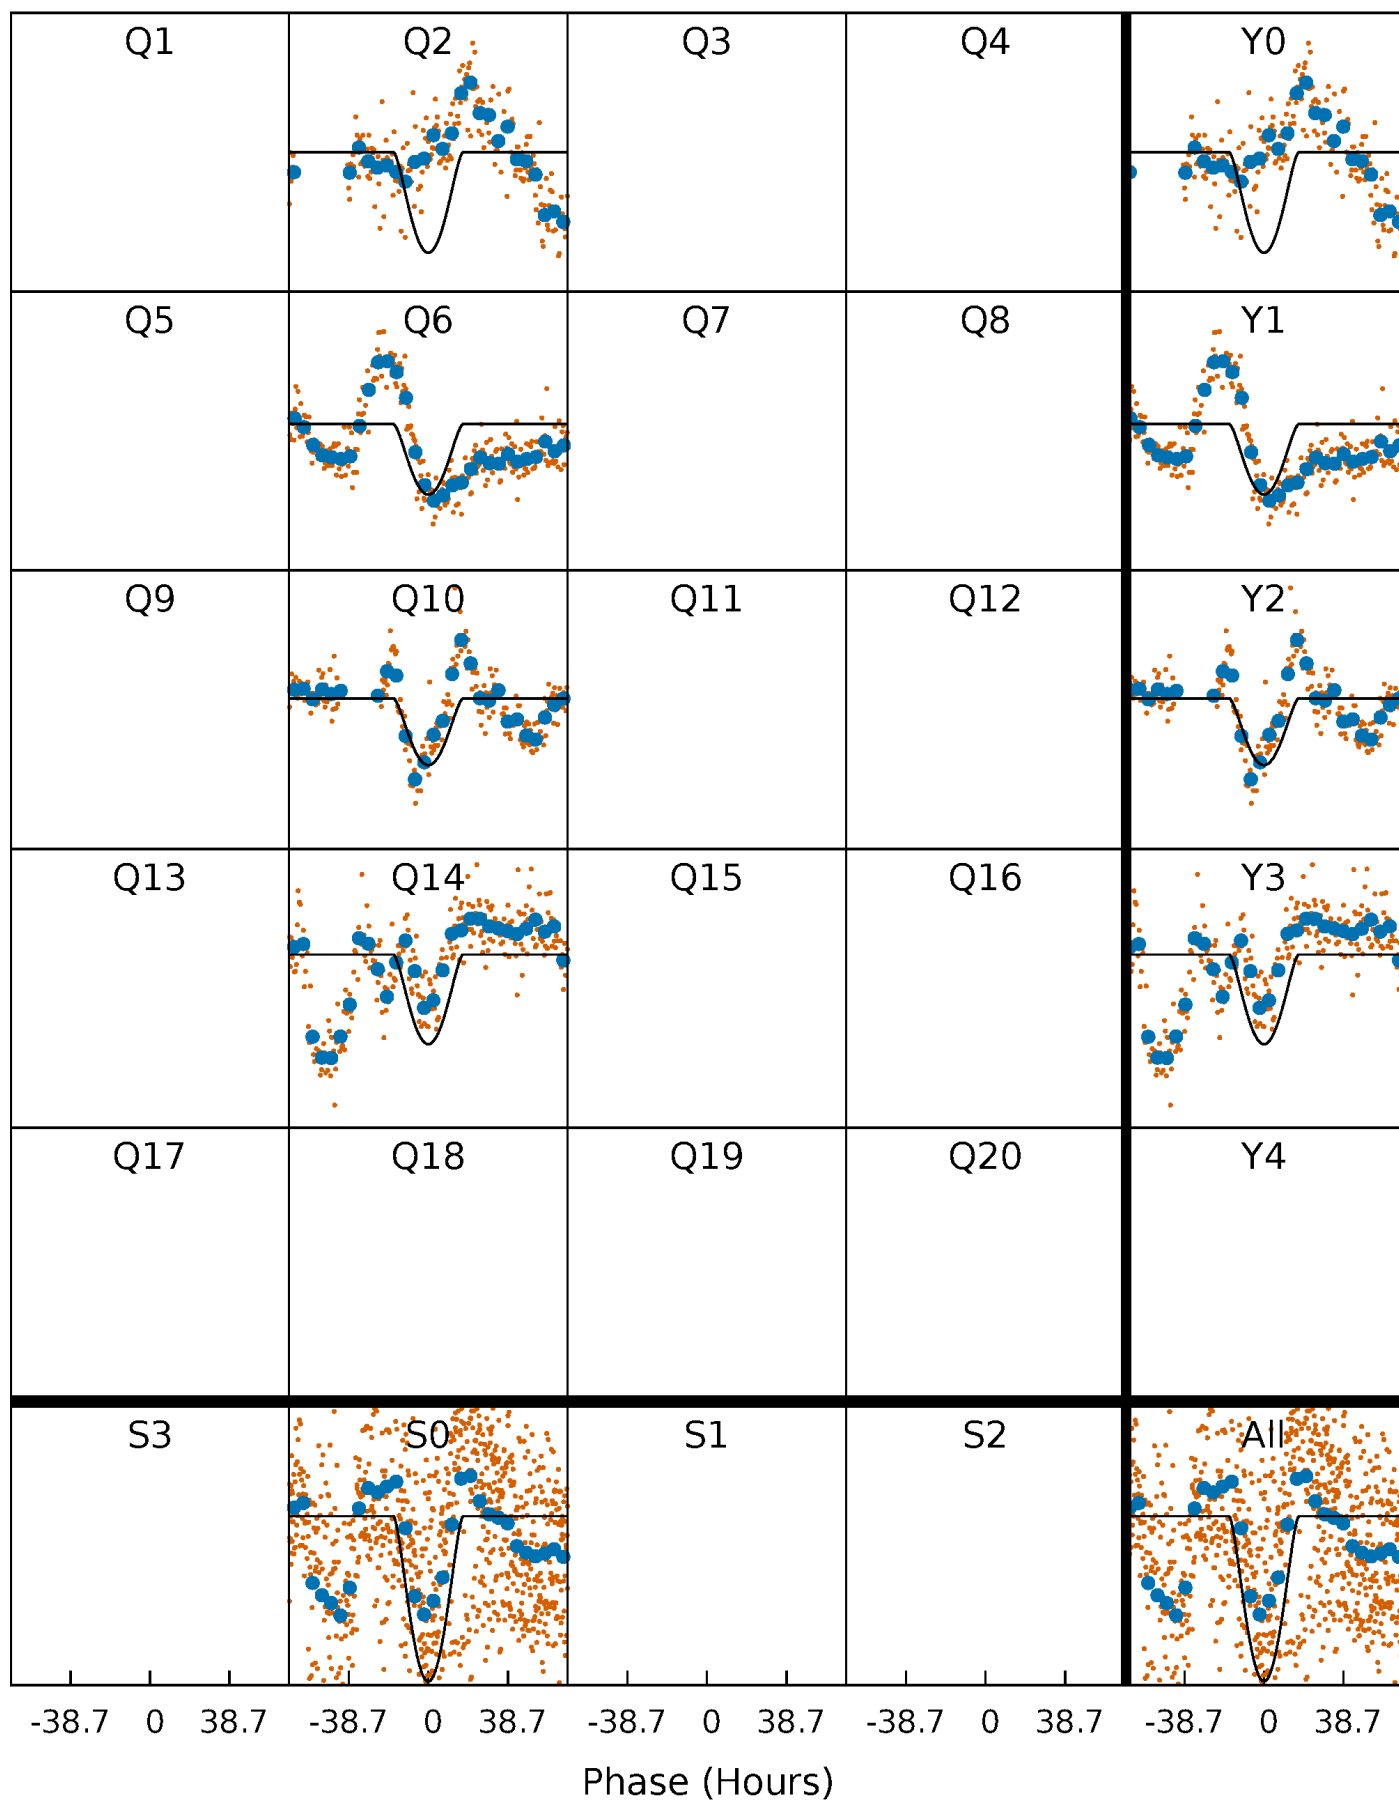 Q1 Q2 Q3 Q4 Y0
Q5 Q6 Q7 Q8 Y1
Q9 Q10 Q11 Q12 Y2
Q13 Q14 Q15 Q16 Y3
Q17 Q18 Q19 Q20 Y4
S3 S0 S1 S2 All
-38.7 0 38.7 -38.7 0 38.7 -38.7 0 38.7 -38.7 0 38.7 -38.7 0 38.7
Phase (Hours)